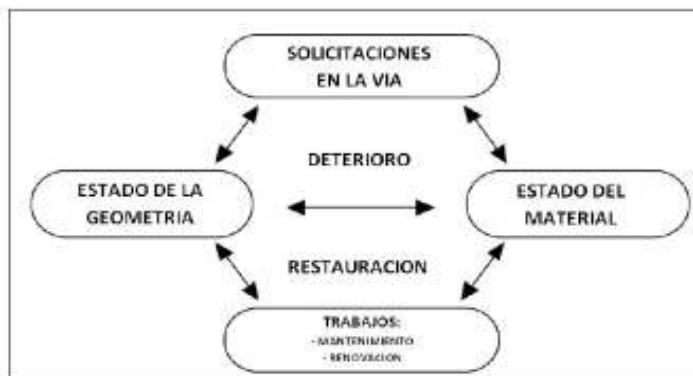 SOLICITACIONES
EN LA VIA
DETERIORO
ESTADO DE LA
GEOMETRIA
ESTADO DEL
MATERIAL
RESTAURACION
TRABAJOS:
- MANTENIMIENTO
- RENOVACION